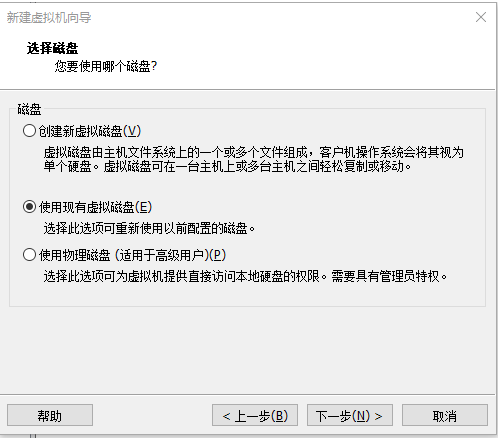 新建虚拟机向导
选择磁盘
您要使用哪个磁盘?
磁盘
创建新虚拟磁盘(V)
虚拟磁盘由主机文件系统上的一个或多个文件组成，客户机操作系统会将其视为
单个硬盘。虚拟磁盘可在一台主机上或多台主机之间轻松复制或移动。
使用现有虚拟磁盘(E)
选择此选项可重新使用以前配置的磁盘。
使用物理磁盘 (适用于高级用户)(P)
选择此选项可为虚拟机提供直接访问本地硬盘的权限。需要具有管理员特权。
帮助 < 上一步(B) 下一步(N) > 取消